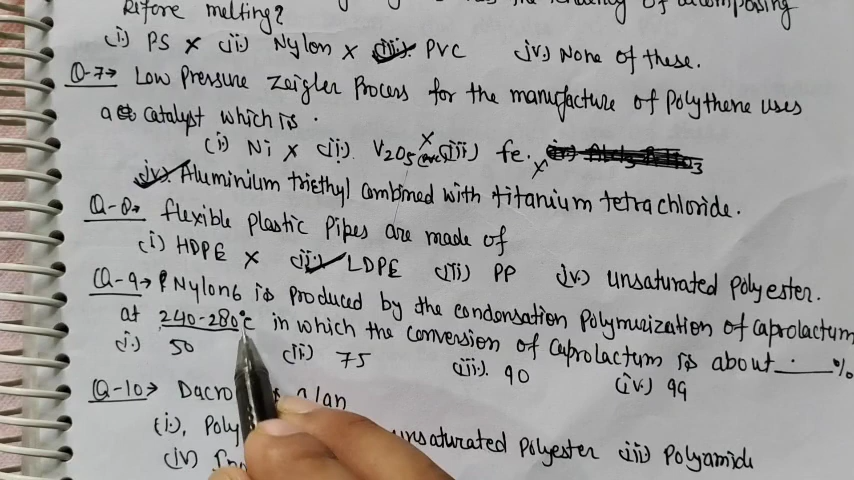 Before melting?
(i) PS × (ii) Nylon × (iii) PVC (iv) None of these.
Q-7→ Low Pressure Zeigler Process for the manufacture of Polythene uses
a catalyst which is .
(i) Ni × (ii). V2O5 × (iii) fe. ×
(iv). Aluminium triethyl combined with titanium tetrachloride.
Q-8→ flexible plastic Pipes are made of
(i) HDPE × (ii) LDPE (iii) PP (iv) unsaturated polyester.
Q-9→ Nylon6 is produced by the condensation Polymerization of caprolactum
at 240-280°C in which the conversion of caprolactum is about ____ %
(i) 50 (ii) 75 (iii). 90 (iv) 99
Q-10→
(i), unsaturated Polyester (iii) Polyamide
(iv)